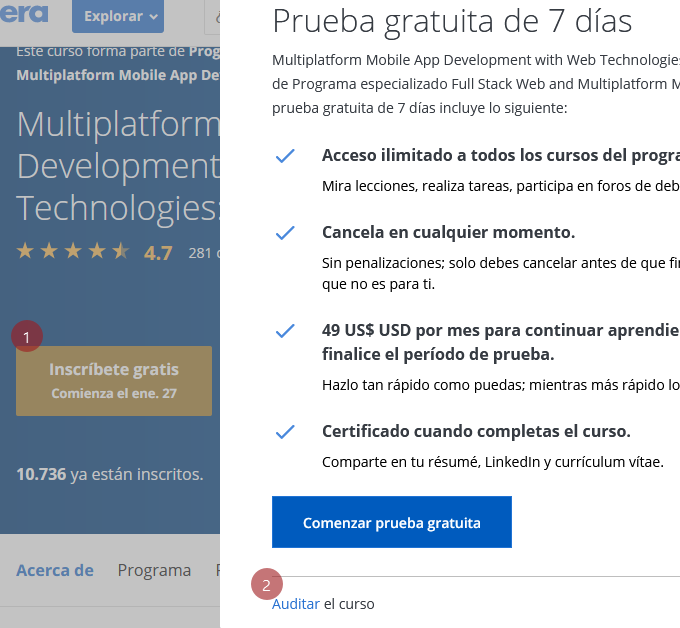 era
Explorar
Este curso forma parte de Prog
Multiplatform Mobile App De
Multiplatform
Development
Technologies:
4.7
281
1
Inscríbete gratis
Comienza el ene. 27
10.736 ya están inscritos.
Acerca de Programa
Prueba gratuita de 7 días
Multiplatform Mobile App Development with Web Technologies
de Programa especializado Full Stack Web and Multiplatform M
prueba gratuita de 7 días incluye lo siguiente:
Acceso ilimitado a todos los cursos del progra
Mira lecciones, realiza tareas, participa en foros de deb
Cancela en cualquier momento.
Sin penalizaciones; solo debes cancelar antes de que fin
que no es para ti.
49 US$ USD por mes para continuar aprendie
finalice el período de prueba.
Hazlo tan rápido como puedas; mientras más rápido lo
Certificado cuando completas el curso.
Comparte en tu résumé, LinkedIn y currículum vítae.
Comenzar prueba gratuita
2
Auditar el curso